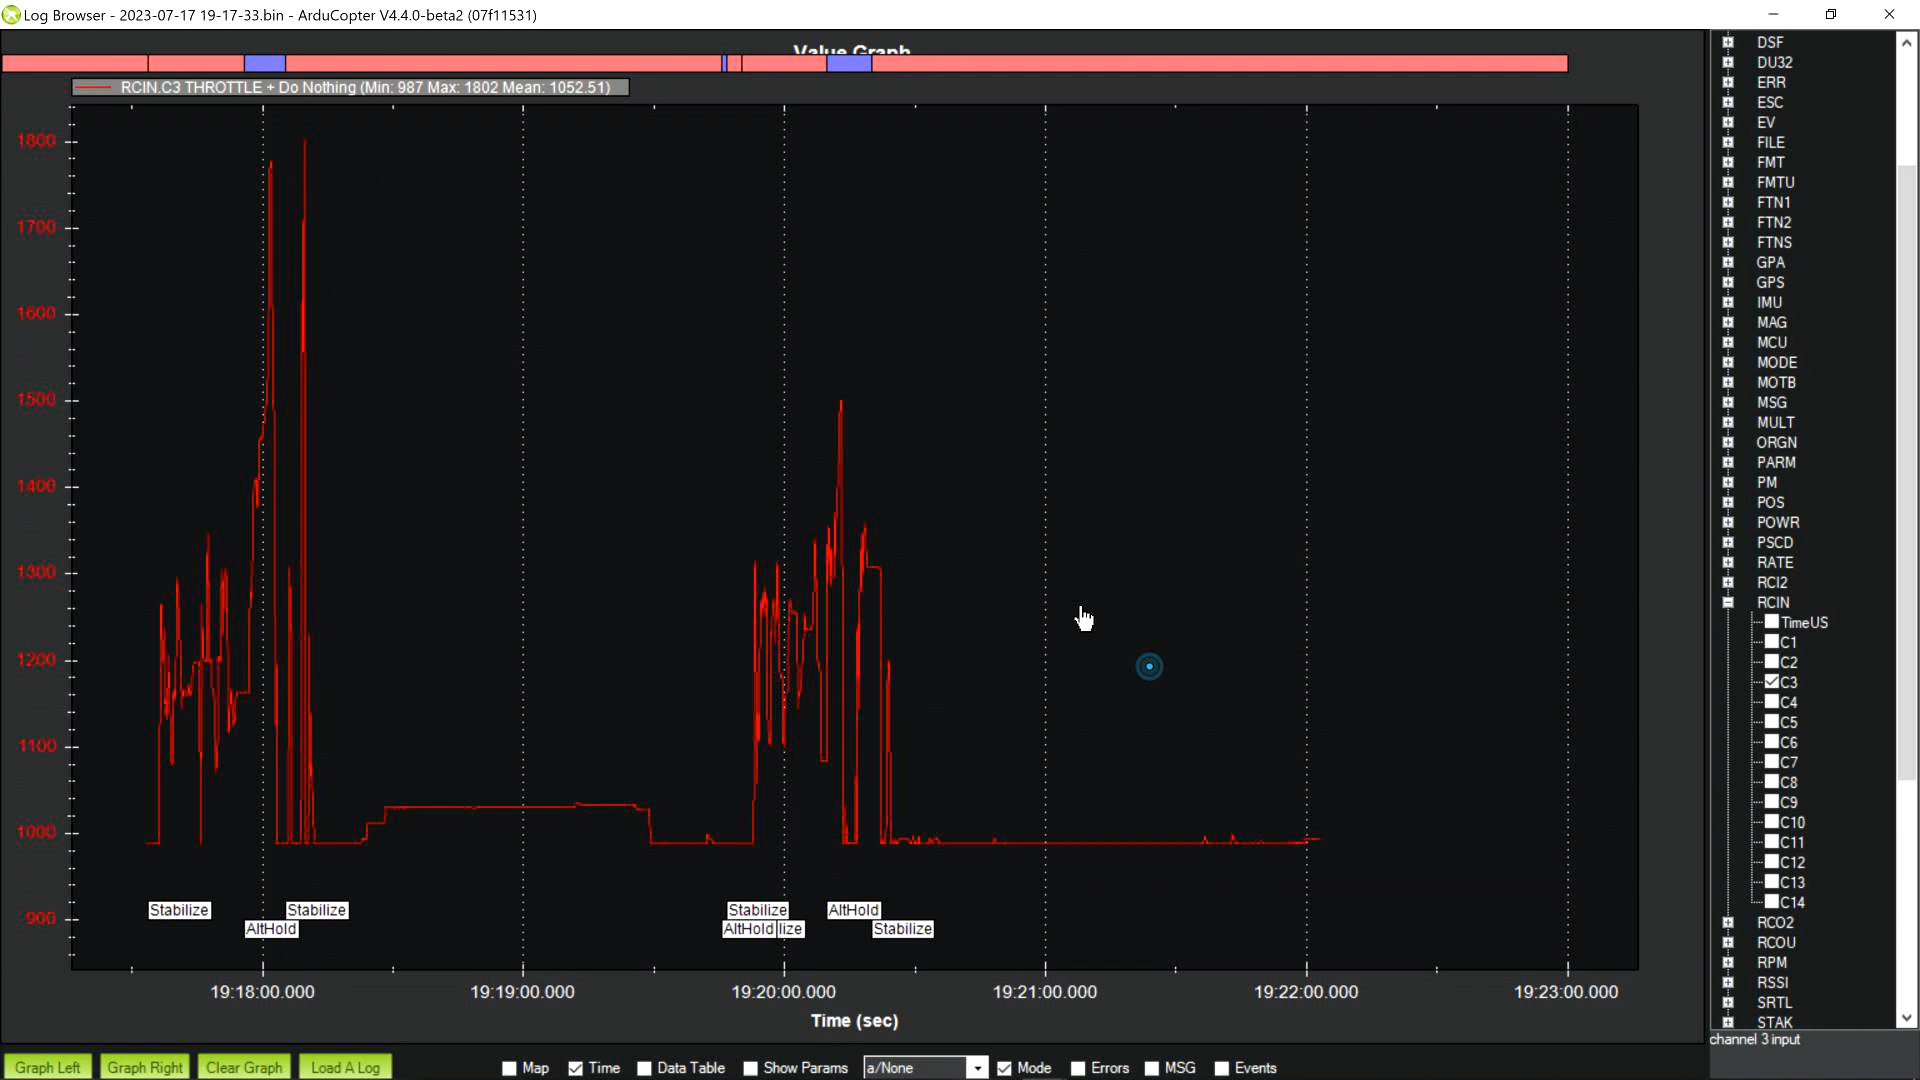 Log Browser - 2023-07-17 19-17-33.bin - ArduCopter V4.4.0-beta2 (07f11531)
Value Graph
RCIN.C3 THROTTLE + Do Nothing (Min: 987 Max: 1802 Mean: 1052.51)
1800
1700
1600
1500
1400
1300
1200
1100
1000
900
Stabilize
Stabilize
Stabilize
AltHold
AltHold
AltHold lize
Stabilize
19:18:00.000
19:19:00.000
19:20:00.000
19:21:00.000
19:22:00.000
19:23:00.000
Time (sec)
DSF
DU32
ERR
ESC
EV
FILE
FMT
FMTU
FTN1
FTN2
FTNS
GPA
GPS
IMU
MAG
MCU
MODE
MOTB
MSG
MULT
ORGN
PARM
PM
POS
POWR
PSCD
RATE
RCI2
RCIN
TimeUS
C1
C2
C3
C4
C5
C6
C7
C8
C9
C10
C11
C12
C13
C14
RCO2
RCOU
RPM
RSSI
SRTL
STAK
channel 3 input
Graph Left
Graph Right
Clear Graph
Load A Log
Map
Time
Data Table
Show Params
a/None
Mode
Errors
MSG
Events